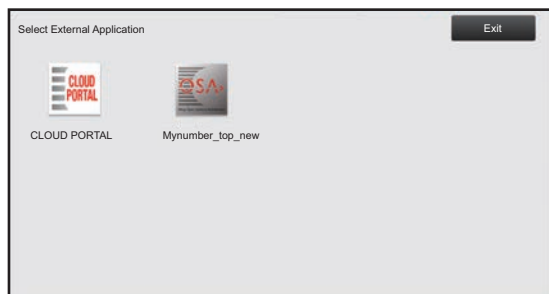 Select External Application
Exit
CLOUD
PORTAL
OSA
CLOUD PORTAL
Mynumber_top_new